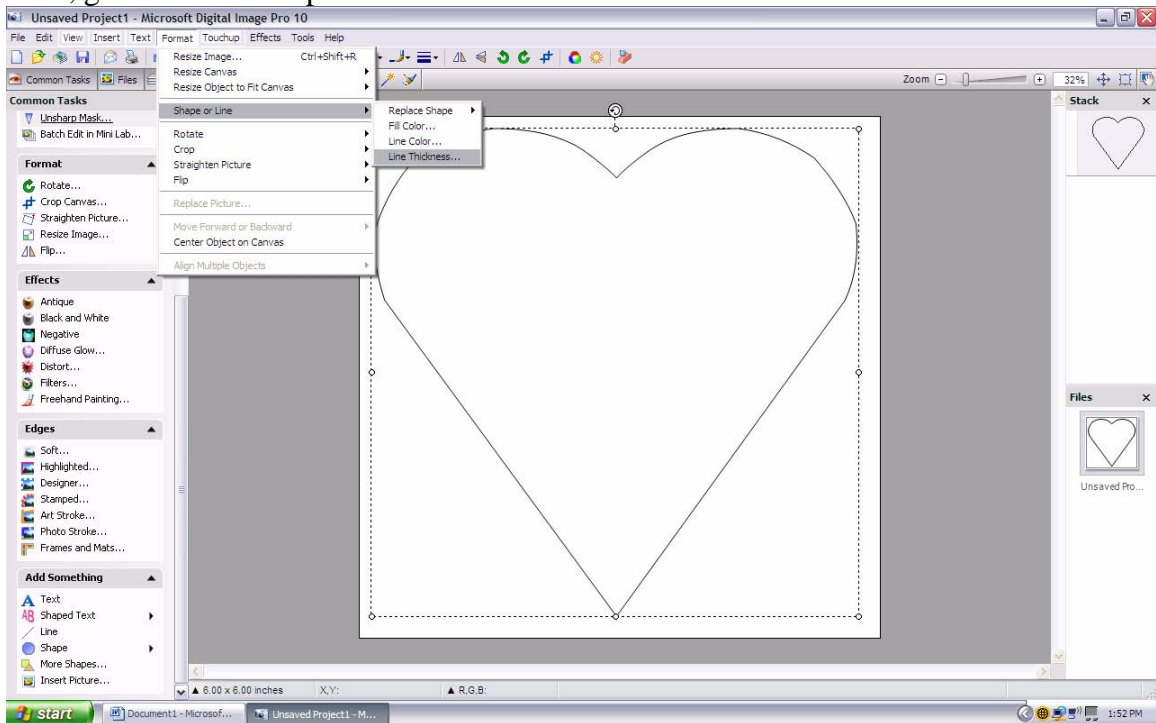 Unsaved Project1 - Microsoft Digital Image Pro 10
File Edit View Insert Text Format Touchup Effects Tools Help
Common Tasks Files
Zoom 32%
Common Tasks
Unsharp Mask...
Batch Edit in Mini Lab...
Format
Rotate...
Crop Canvas...
Straighten Picture...
Resize Image...
Flip...
Effects
Antique
Black and White
Negative
Diffuse Glow...
Distort...
Filters...
Freehand Painting...
Edges
Soft...
Highlighted...
Designer...
Stamped...
Art Stroke...
Photo Stroke...
Frames and Mats...
Add Something
Text
Shaped Text
Line
Shape
More Shapes...
Insert Picture...
Resize Image... Ctrl+Shift+R
Resize Canvas
Resize Object to Fit Canvas
Shape or Line
Rotate
Crop
Straighten Picture
Flip
Replace Picture...
Move Forward or Backward
Center Object on Canvas
Align Multiple Objects
Replace Shape
Fill Color...
Line Color...
Line Thickness...
Stack x
Files x
Unsaved Pro...
6.00 x 6.00 inches X,Y: R,G,B:
start Document1 - Microsof... Unsaved Project1 - M... 1:52 PM